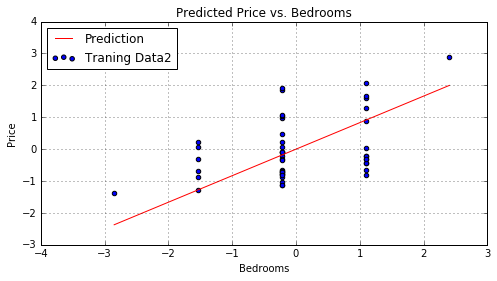 Predicted Price vs. Bedrooms
Prediction
Traning Data2
Price
4
3
2
1
0
−1
−2
−3
−4 −3 −2 −1 0 1 2 3
Bedrooms